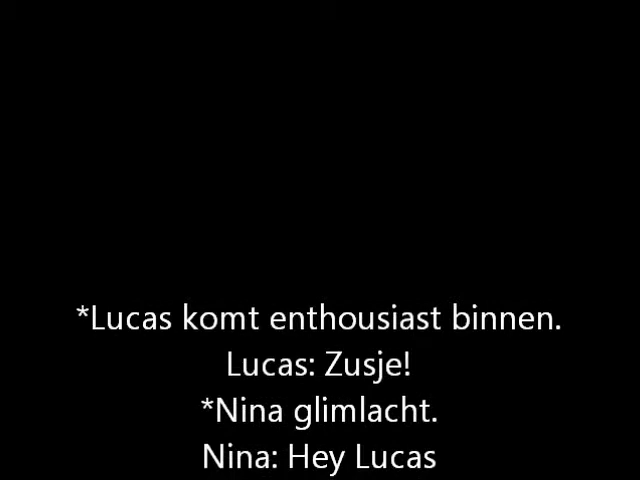 *Lucas komt enthousiast binnen.
Lucas: Zusje!
*Nina glimlacht.
Nina: Hey Lucas